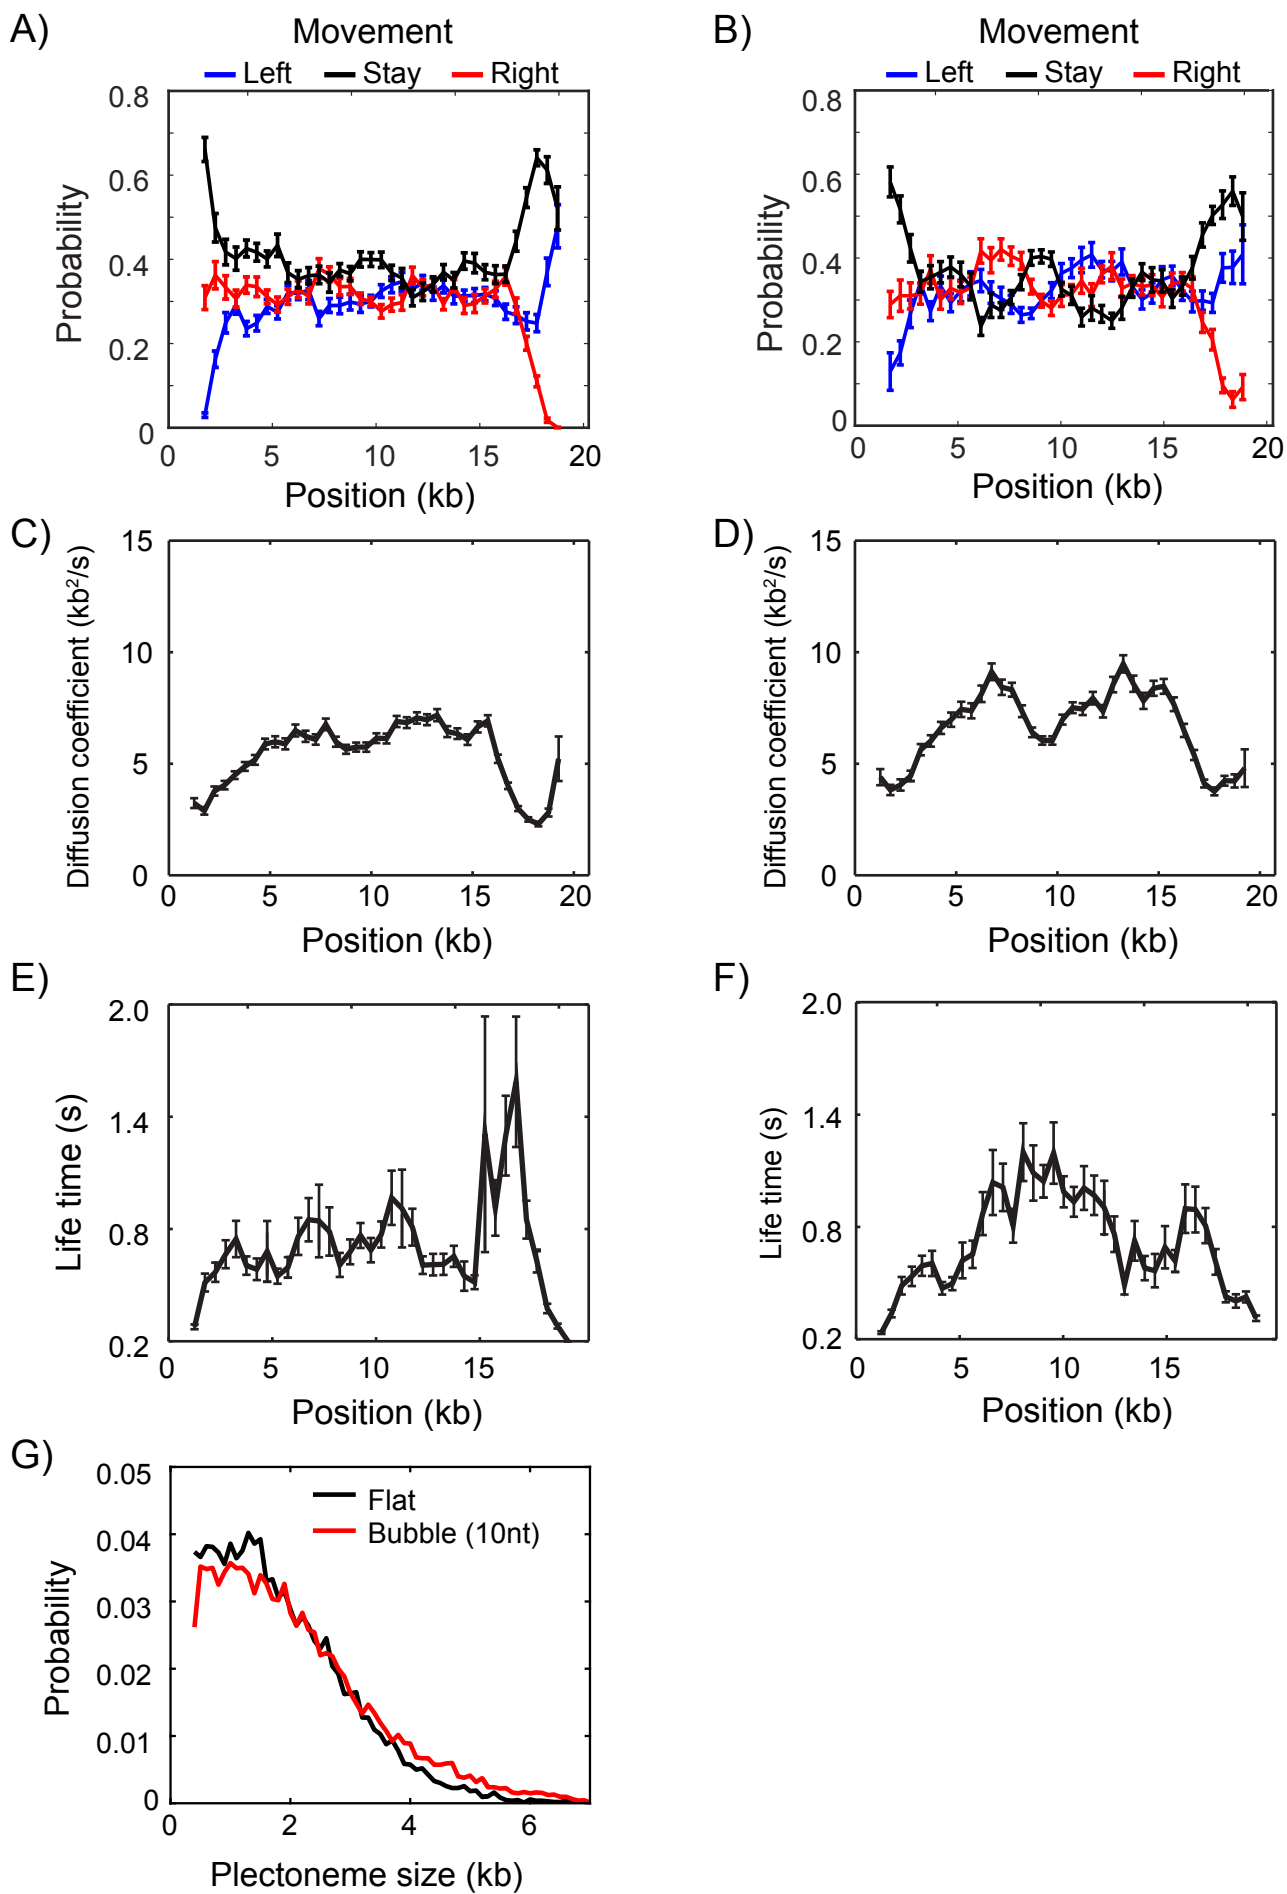 A)
Movement
Left Stay Right
0.8
0.6
0.4
0.2
0
Probability
0 5 10 15 20
Position (kb)
B)
Movement
Left Stay Right
0.8
0.6
0.4
0.2
0
Probability
0 5 10 15 20
Position (kb)
C)
15
10
5
0
Diffusion coefficient (kb²/s)
0 5 10 15 20
Position (kb)
D)
15
10
5
0
Diffusion coefficient (kb²/s)
0 5 10 15 20
Position (kb)
E)
2.0
1.4
0.8
0.2
Life time (s)
0 5 10 15
Position (kb)
F)
2.0
1.4
0.8
0.2
Life time (s)
0 5 10 15
Position (kb)
G)
0.05
0.04
0.03
0.02
0.01
0
Probability
Flat
Bubble (10nt)
0 2 4 6
Plectoneme size (kb)